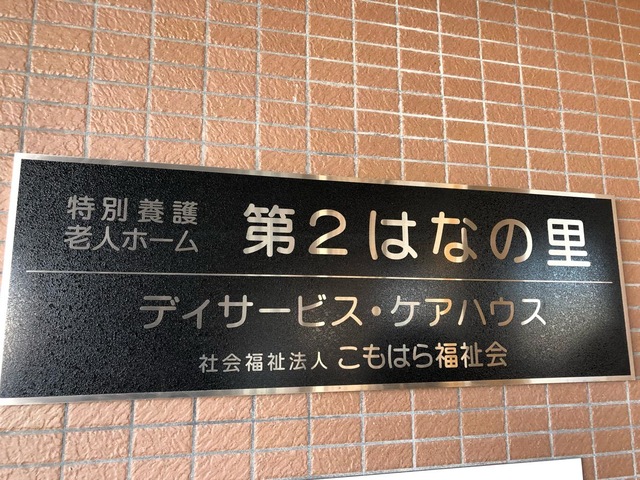 特別養護
老人ホーム
第2はなの里
デイサービス・ケアハウス
社会福祉法人 こもはら福祉会